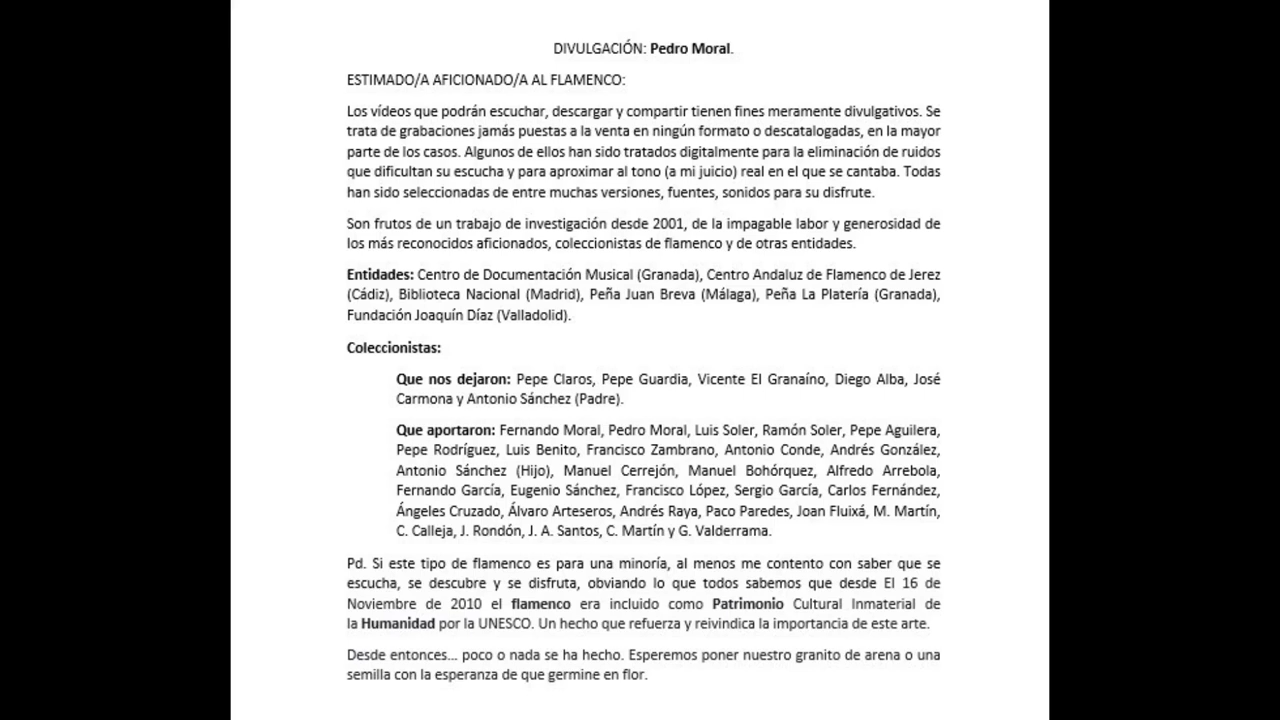 DIVULGACIÓN: Pedro Moral.
ESTIMADO/A AFICIONADO/A AL FLAMENCO:
Los vídeos que podrán escuchar, descargar y compartir tienen fines meramente divulgativos. Se
trata de grabaciones jamás puestas a la venta en ningún formato o descatalogadas, en la mayor
parte de los casos. Algunos de ellos han sido tratados digitalmente para la eliminación de ruidos
que dificultan su escucha y para aproximar al tono (a mi juicio) real en el que se cantaba. Todas
han sido seleccionadas de entre muchas versiones, fuentes, sonidos para su disfrute.
Son frutos de un trabajo de investigación desde 2001, de la impagable labor y generosidad de
los más reconocidos aficionados, coleccionistas de flamenco y de otras entidades.
Entidades: Centro de Documentación Musical (Granada), Centro Andaluz de Flamenco de Jerez
(Cádiz), Biblioteca Nacional (Madrid), Peña Juan Breva (Málaga), Peña La Platería (Granada),
Fundación Joaquín Díaz (Valladolid).
Coleccionistas:
Que nos dejaron: Pepe Claros, Pepe Guardia, Vicente El Granaíno, Diego Alba, José
Carmona y Antonio Sánchez (Padre).
Que aportaron: Fernando Moral, Pedro Moral, Luis Soler, Ramón Soler, Pepe Aguilera,
Pepe Rodríguez, Luis Benito, Francisco Zambrano, Antonio Conde, Andrés González,
Antonio Sánchez (Hijo), Manuel Cerrejón, Manuel Bohórquez, Alfredo Arrebola,
Fernando García, Eugenio Sánchez, Francisco López, Sergio García, Carlos Fernández,
Ángeles Cruzado, Álvaro Arteseros, Andrés Raya, Paco Paredes, Joan Fluixá, M. Martín,
C. Calleja, J. Rondón, J. A. Santos, C. Martín y G. Valderrama.
Pd. Si este tipo de flamenco es para una minoría, al menos me contento con saber que se
escucha, se descubre y se disfruta, obviando lo que todos sabemos que desde El 16 de
Noviembre de 2010 el flamenco era incluido como Patrimonio Cultural Inmaterial de
la Humanidad por la UNESCO. Un hecho que refuerza y reivindica la importancia de este arte.
Desde entonces... poco o nada se ha hecho. Esperemos poner nuestro granito de arena o una
semilla con la esperanza de que germine en flor.